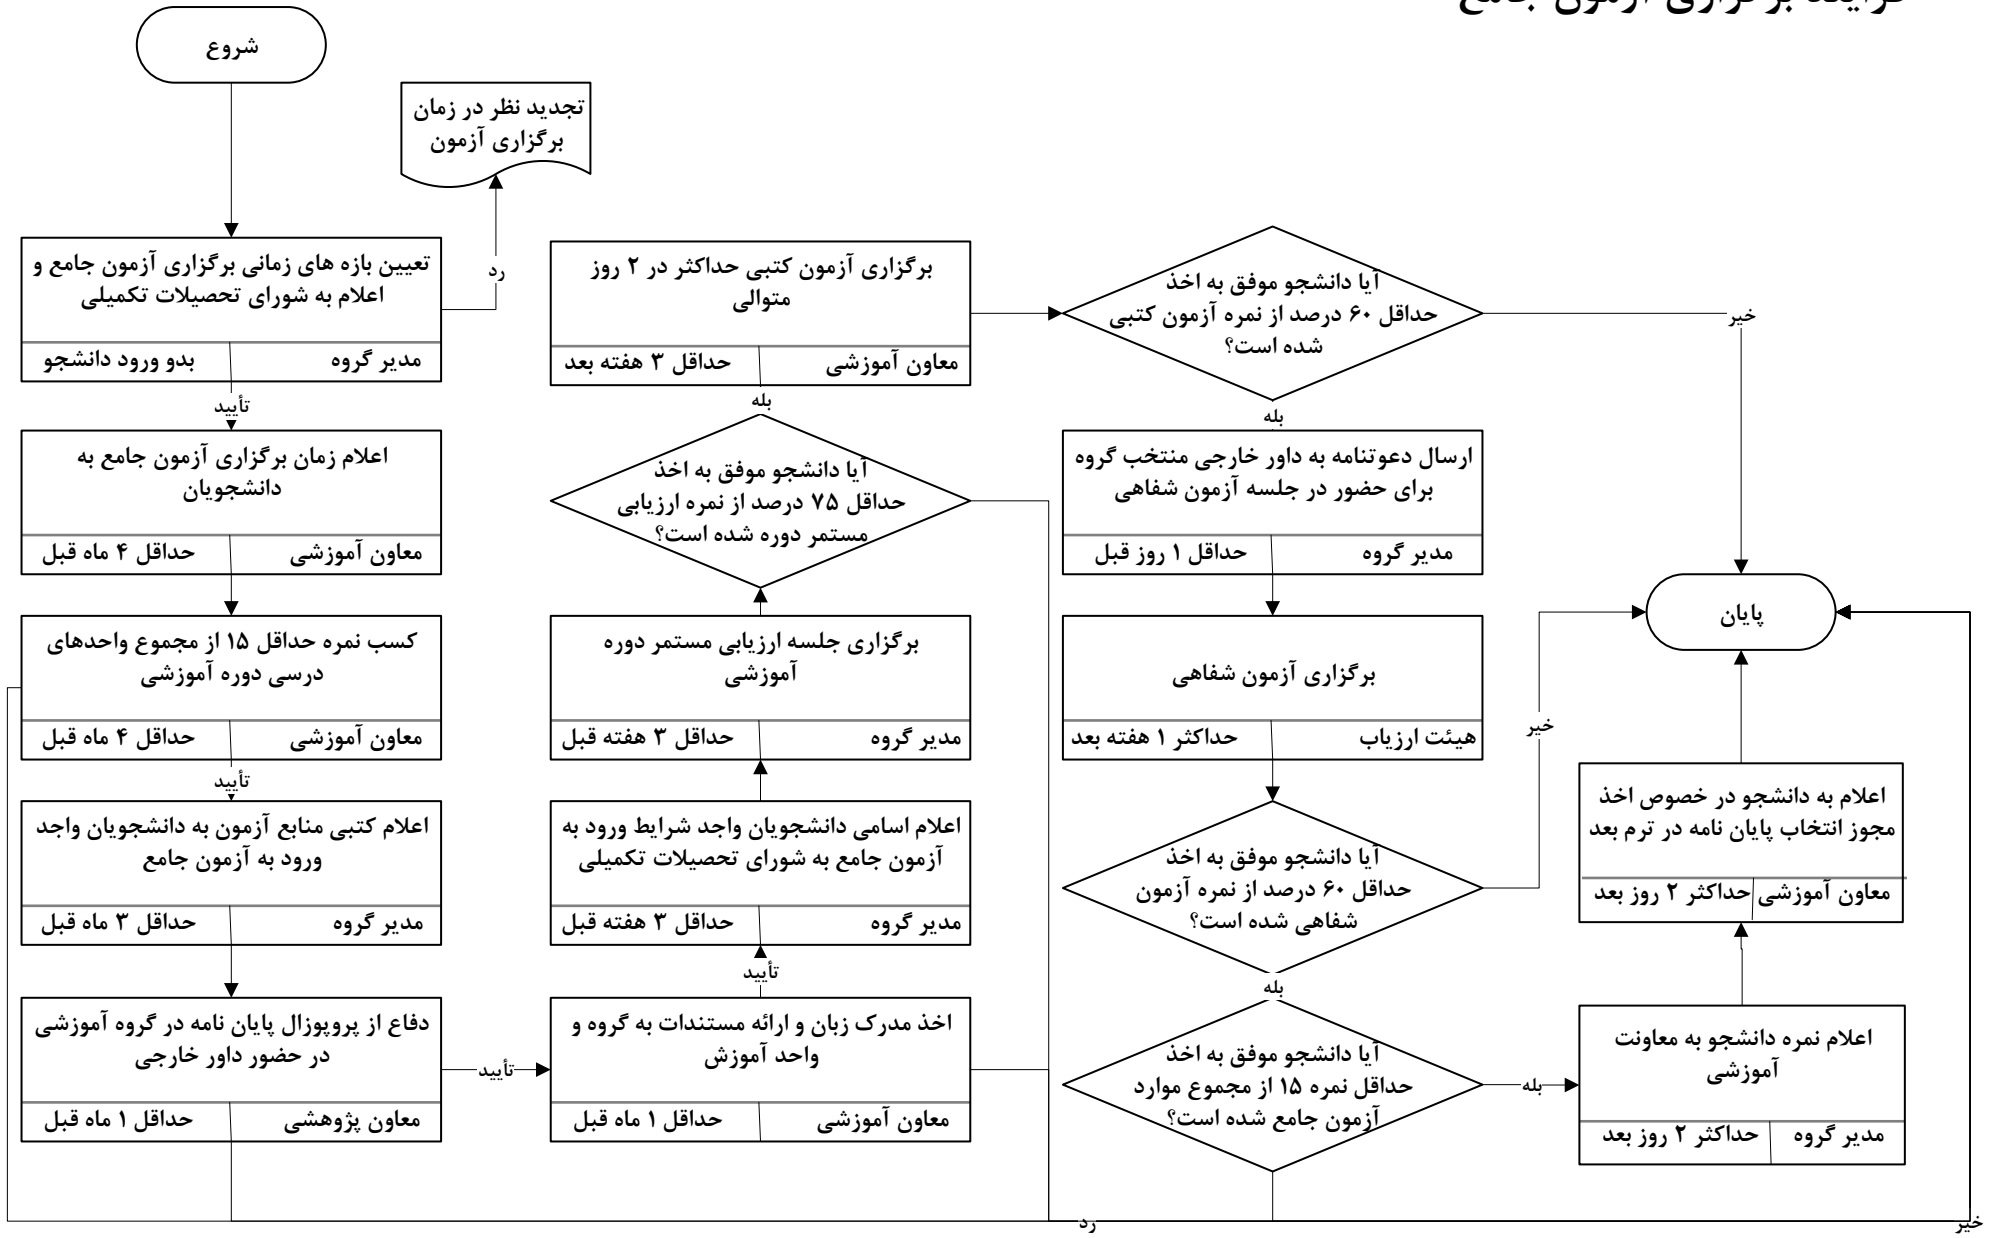 فرایند برگزاری آزمون جامع
شروع
تجدید نظر در زمان
برگزاری آزمون
رد
تعیین بازه های زمانی برگزاری آزمون جامع و
اعلام به شورای تحصیلات تکمیلی
مدیر گروه
بدو ورود دانشجو
تأیید
اعلام زمان برگزاری آزمون جامع به
دانشجویان
معاون آموزشی
حداقل ۴ ماه قبل
کسب نمره حداقل ۱۵ از مجموع واحدهای
درسی دوره آموزشی
معاون آموزشی
حداقل ۴ ماه قبل
تأیید
اعلام کتبی منابع آزمون به دانشجویان واجد
ورود به آزمون جامع
مدیر گروه
حداقل ۳ ماه قبل
دفاع از پروپوزال پایان نامه در گروه آموزشی
در حضور داور خارجی
معاون پژوهشی
حداقل ۱ ماه قبل
تأیید
اخذ مدرک زبان و ارائه مستندات به گروه و
واحد آموزش
معاون آموزشی
حداقل ۱ ماه قبل
تأیید
اعلام اسامی دانشجویان واجد شرایط ورود به
آزمون جامع به شورای تحصیلات تکمیلی
مدیر گروه
حداقل ۳ هفته قبل
برگزاری جلسه ارزیابی مستمر دوره
آموزشی
مدیر گروه
حداقل ۳ هفته قبل
آیا دانشجو موفق به اخذ
حداقل ۷۵ درصد از نمره ارزیابی
مستمر دوره شده است؟
بله
برگزاری آزمون کتبی حداکثر در ۲ روز
متوالی
معاون آموزشی
حداقل ۳ هفته بعد
آیا دانشجو موفق به اخذ
حداقل ۶۰ درصد از نمره آزمون کتبی
شده است؟
خیر
بله
ارسال دعوتنامه به داور خارجی منتخب گروه
برای حضور در جلسه آزمون شفاهی
مدیر گروه
حداقل ۱ روز قبل
برگزاری آزمون شفاهی
هیئت ارزیاب
حداکثر ۱ هفته بعد
آیا دانشجو موفق به اخذ
حداقل ۶۰ درصد از نمره آزمون
شفاهی شده است؟
خیر
بله
آیا دانشجو موفق به اخذ
حداقل نمره ۱۵ از مجموع موارد
آزمون جامع شده است؟
بله
اعلام نمره دانشجو به معاونت
آموزشی
مدیر گروه
حداکثر ۲ روز بعد
اعلام به دانشجو در خصوص اخذ
مجوز انتخاب پایان نامه در ترم بعد
معاون آموزشی
حداکثر ۲ روز بعد
پایان
رد
خیر